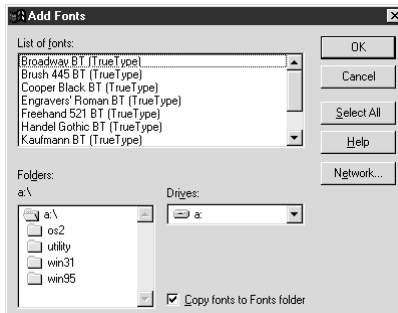 Add Fonts
List of fonts:
Broadway BT (TrueType)
Brush 445 BT (TrueType)
Cooper Black BT (TrueType)
Engravers' Roman BT (TrueType)
Freehand 521 BT (TrueType)
Handel Gothic BT (TrueType)
Kaufmann BT (TrueType)
OK
Cancel
Select All
Help
Network...
Folders:
a:\
a:\
os2
utility
win31
win95
Drives:
a:
Copy fonts to Fonts folder